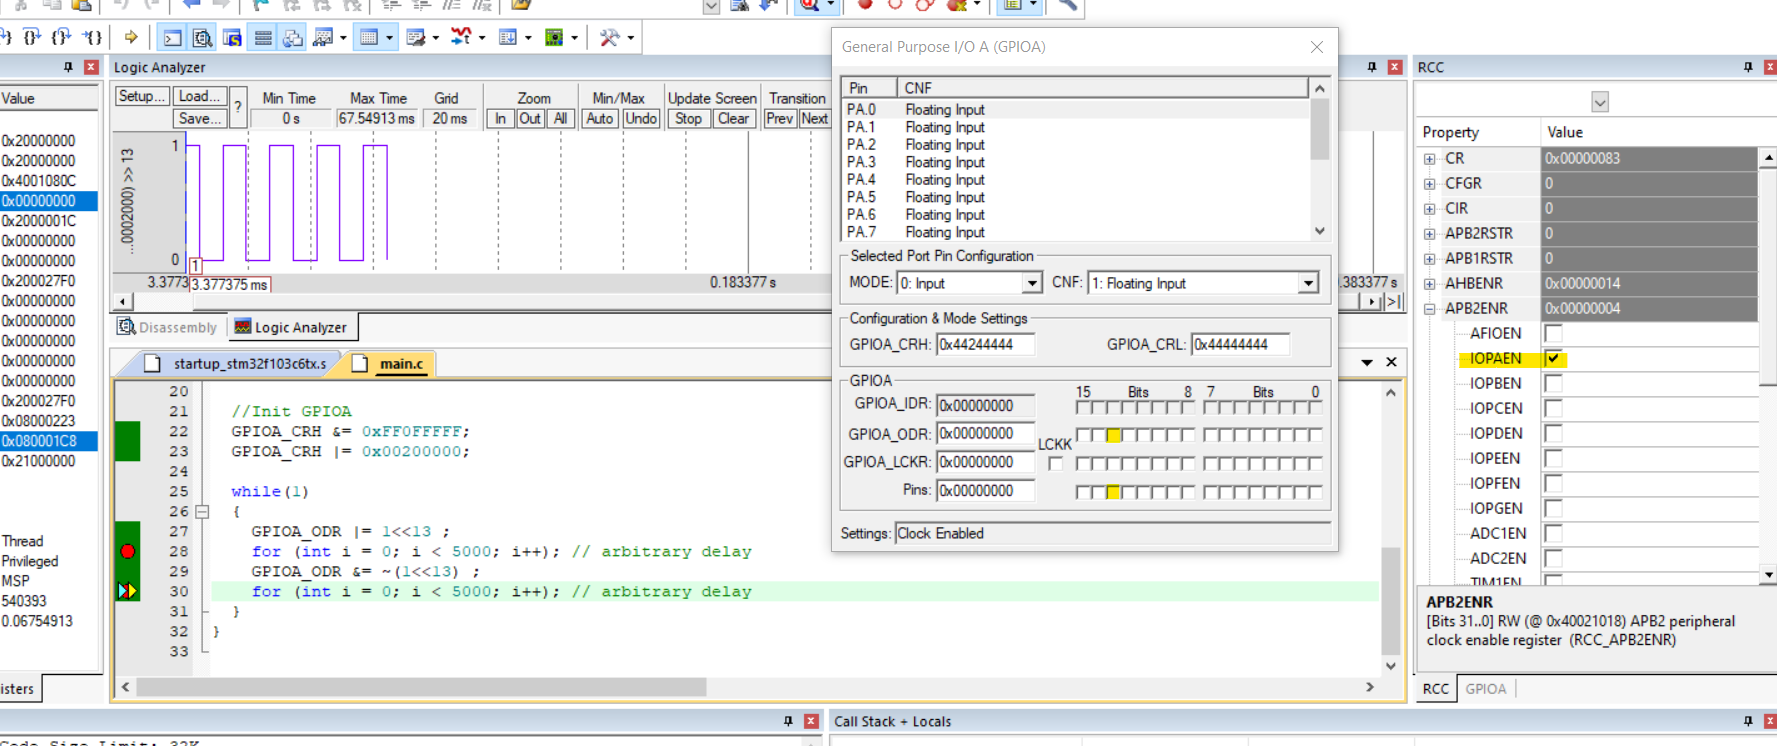 Value
0x20000000
0x20000000
0x4001080C
0x00000000
0x2000001C
0x00000000
0x00000000
0x200027F0
0x00000000
0x00000000
0x00000000
0x00000000
0x00000000
0x200027F0
0x08000223
0x080001C8
0x21000000
Thread
Privileged
MSP
540393
0.06754913
isters
Logic Analyzer
Setup...
Load...
Save...
?
Min Time
0 s
Max Time
67.54913 ms
Grid
20 ms
Zoom
In Out All
Min/Max
Auto Undo
Update Screen
Stop Clear
Transition
Prev Next
...0002000) >> 13
1
0
1
3.3773
3.377375 ms
0.183377 s
.383377 s
Disassembly
Logic Analyzer
startup_stm32f103c6tx.s
main.c
20
21 //Init GPIOA
22 GPIOA_CRH &= 0xFF0FFFFF;
23 GPIOA_CRH |= 0x00200000;
24
25 while(1)
26 {
27 GPIOA_ODR |= 1<<13 ;
28 for (int i = 0; i < 5000; i++); // arbitrary delay
29 GPIOA_ODR &= ~(1<<13) ;
30 for (int i = 0; i < 5000; i++); // arbitrary delay
31 }
32 }
33
General Purpose I/O A (GPIOA)
Pin CNF
PA.0 Floating Input
PA.1 Floating Input
PA.2 Floating Input
PA.3 Floating Input
PA.4 Floating Input
PA.5 Floating Input
PA.6 Floating Input
PA.7 Floating Input
Selected Port Pin Configuration
MODE: 0: Input CNF: 1: Floating Input
Configuration & Mode Settings
GPIOA_CRH: 0x44244444 GPIOA_CRL: 0x44444444
GPIOA
15 Bits 8 7 Bits 0
GPIOA_IDR: 0x00000000
GPIOA_ODR: 0x00000000
LCKK
GPIOA_LCKR: 0x00000000
Pins: 0x00000000
Settings: Clock Enabled
RCC
Property Value
CR 0x00000083
CFGR 0
CIR 0
APB2RSTR 0
APB1RSTR 0
AHBENR 0x00000014
APB2ENR 0x00000004
AFIOEN
IOPAEN
IOPBEN
IOPCEN
IOPDEN
IOPEEN
IOPFEN
IOPGEN
ADC1EN
ADC2EN
TIM1EN
APB2ENR
[Bits 31..0] RW (@ 0x40021018) APB2 peripheral
clock enable register (RCC_APB2ENR)
RCC
GPIOA
Code Size Limit: 32K
Call Stack + Locals